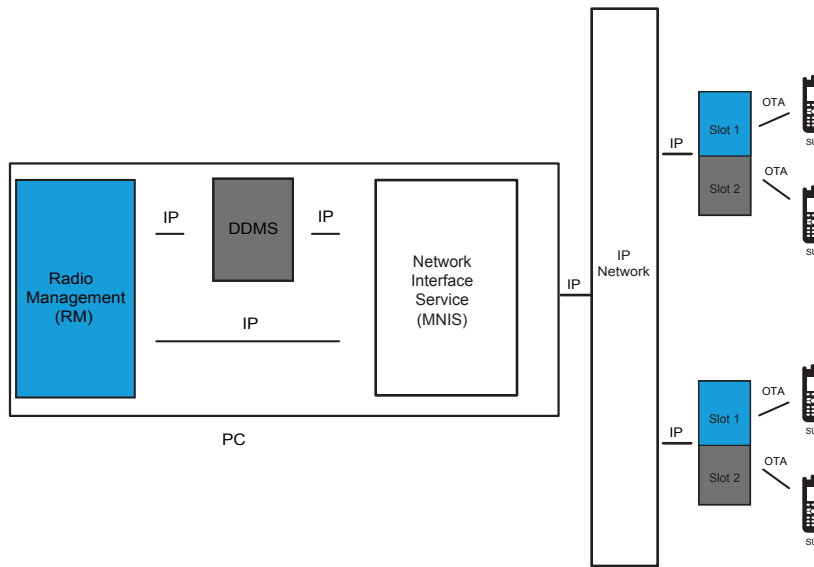 Radio
Management
(RM)
IP
DDMS
IP
IP
Network
Interface
Service
(MNIS)
PC
IP
IP
Network
IP
Slot 1
Slot 2
OTA
OTA
IP
Slot 1
Slot 2
OTA
OTA